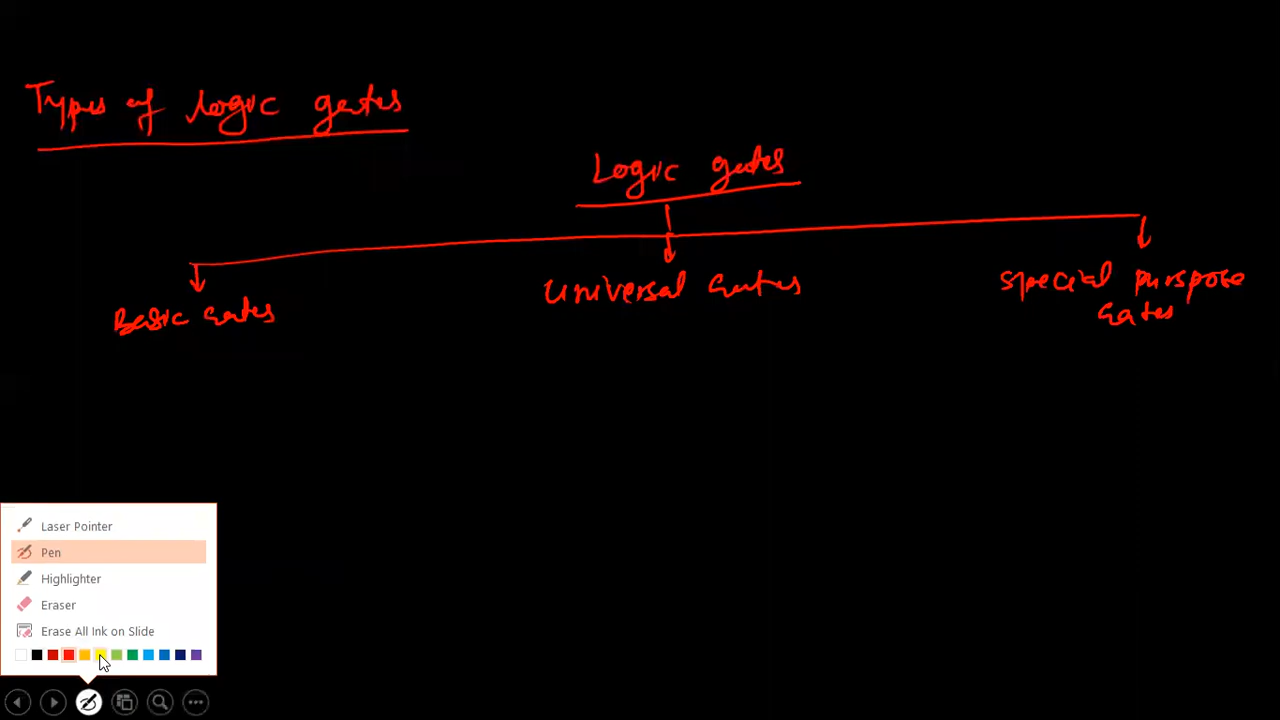 Types of logic gates
Logic gates
Basic Gates
Universal Gates
Special purspose
Gates
Laser Pointer
Pen
Highlighter
Eraser
Erase All Ink on Slide